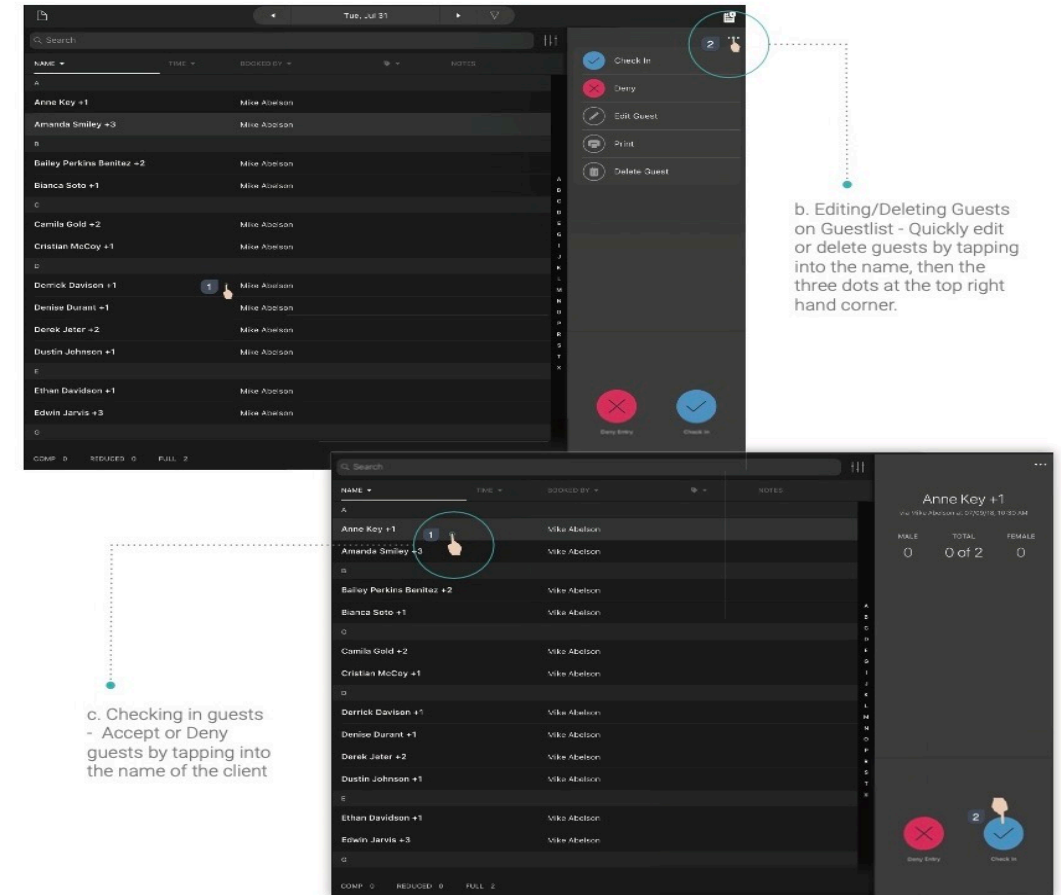 Tue, Jul 31
Search
NAME TIME BOOKED BY NOTES
A
Anne Key +1 Mike Abelson
Amanda Smiley +3 Mike Abelson
B
Bailey Perkins Benitez +2 Mike Abelson
Bianca Soto +1 Mike Abelson
C
Camila Gold +2 Mike Abelson
Cristian McCoy +1 Mike Abelson
D
Derrick Davison +1 1 Mike Abelson
Denise Durant +1 Mike Abelson
Derek Jeter +2 Mike Abelson
Dustin Johnson +1 Mike Abelson
E
Ethan Davidson +1 Mike Abelson
Edwin Jarvis +3 Mike Abelson
G
COMP 0 REDUCED 0 FULL 2
2
Check In
Deny
Edit Guest
Print
Delete Guest
Deny Entry Check In
b. Editing/Deleting Guests
on Guestlist - Quickly edit
or delete guests by tapping
into the name, then the
three dots at the top right
hand corner.
Search
NAME TIME BOOKED BY NOTES
A
Anne Key +1 1 Mike Abelson
Amanda Smiley +3 Mike Abelson
B
Bailey Perkins Benitez +2 Mike Abelson
Bianca Soto +1 Mike Abelson
C
Camila Gold +2 Mike Abelson
Cristian McCoy +1 Mike Abelson
D
Derrick Davison +1 Mike Abelson
Denise Durant +1 Mike Abelson
Derek Jeter +2 Mike Abelson
Dustin Johnson +1 Mike Abelson
E
Ethan Davidson +1 Mike Abelson
Edwin Jarvis +3 Mike Abelson
G
COMP 0 REDUCED 0 FULL 2
Anne Key +1
via Mike Abelson at 10:30 AM
MALE TOTAL FEMALE
0 0 of 2 0
2
Deny Entry Check In
c. Checking in guests
- Accept or Deny
guests by tapping into
the name of the client